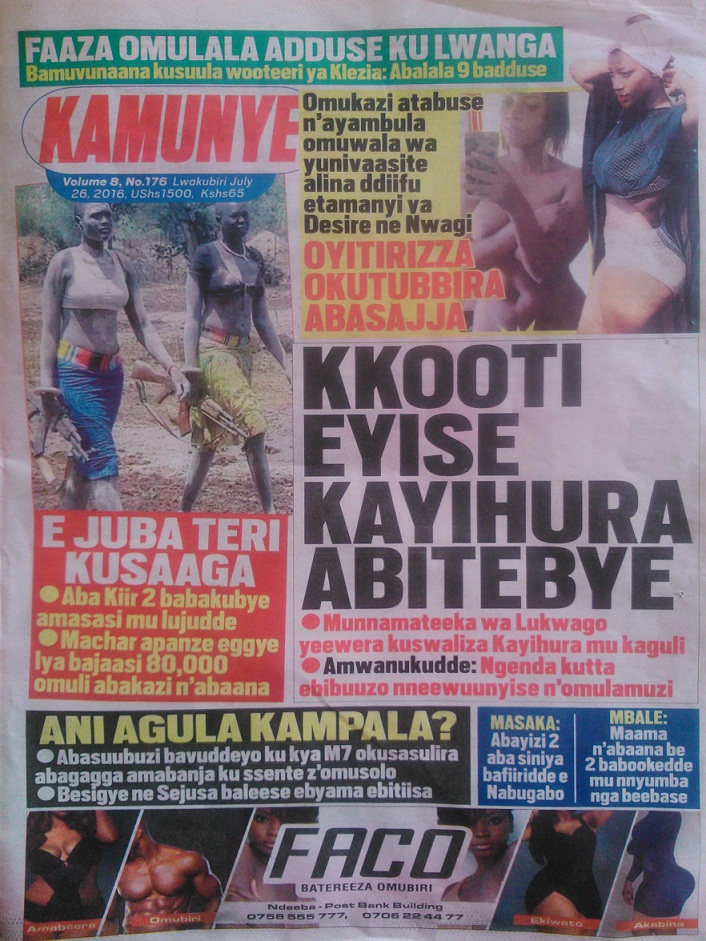 FAAZA OMULALA ADDUSE KU LWANGA
Bamuvunaana kusuula wooteeri ya Klezia: Abalala 9 badduse
KAMUNYE
Volume 8, No.176 Lwakubiri July
26, 2016, UShs1500, Kshs65
Omukazi atabuse
n'ayambula
omuwala wa
yunivaasite
alina ddiifu
etamanyi ya
Desire ne Nwagi
OYITIRIZZA
OKUTUBBIRA
ABASAJJA
KKOOTI
EYISE
KAYIHURA
ABITEBYE
Munnamateeka wa Lukwago
yeewera kuswaliza Kayihura mu kaguli
Amwanukudde: Ngenda kutta
ebibuuzo nneewuunyise n'omulamuzi
E JUBA TERI
KUSAAGA
Aba Kiir 2 babakubye
amasasi mu lujudde
Machar apanze eggye
lya bajaasi 80,000
omuli abakazi n'abaana
ANI AGULA KAMPALA?
Abasuubuzi bavuddeyo ku kya M7 okusasulira
abagagga amabanja ku ssente z'omusolo
Besigye ne Sejusa baleese ebyama ebitiisa
MASAKA:
Abayizi 2
aba siniya
bafiiridde e
Nabugabo
MBALE:
Maama
n'abaana be
2 babookedde
mu nnyumba
nga beebase
FACO
BATEREEZA OMUBIRI
Ndeeba - Post Bank Building
0758 555 777, 0706 22 44 77
Amabeere
Omubiri
Ekiwato
Akabina